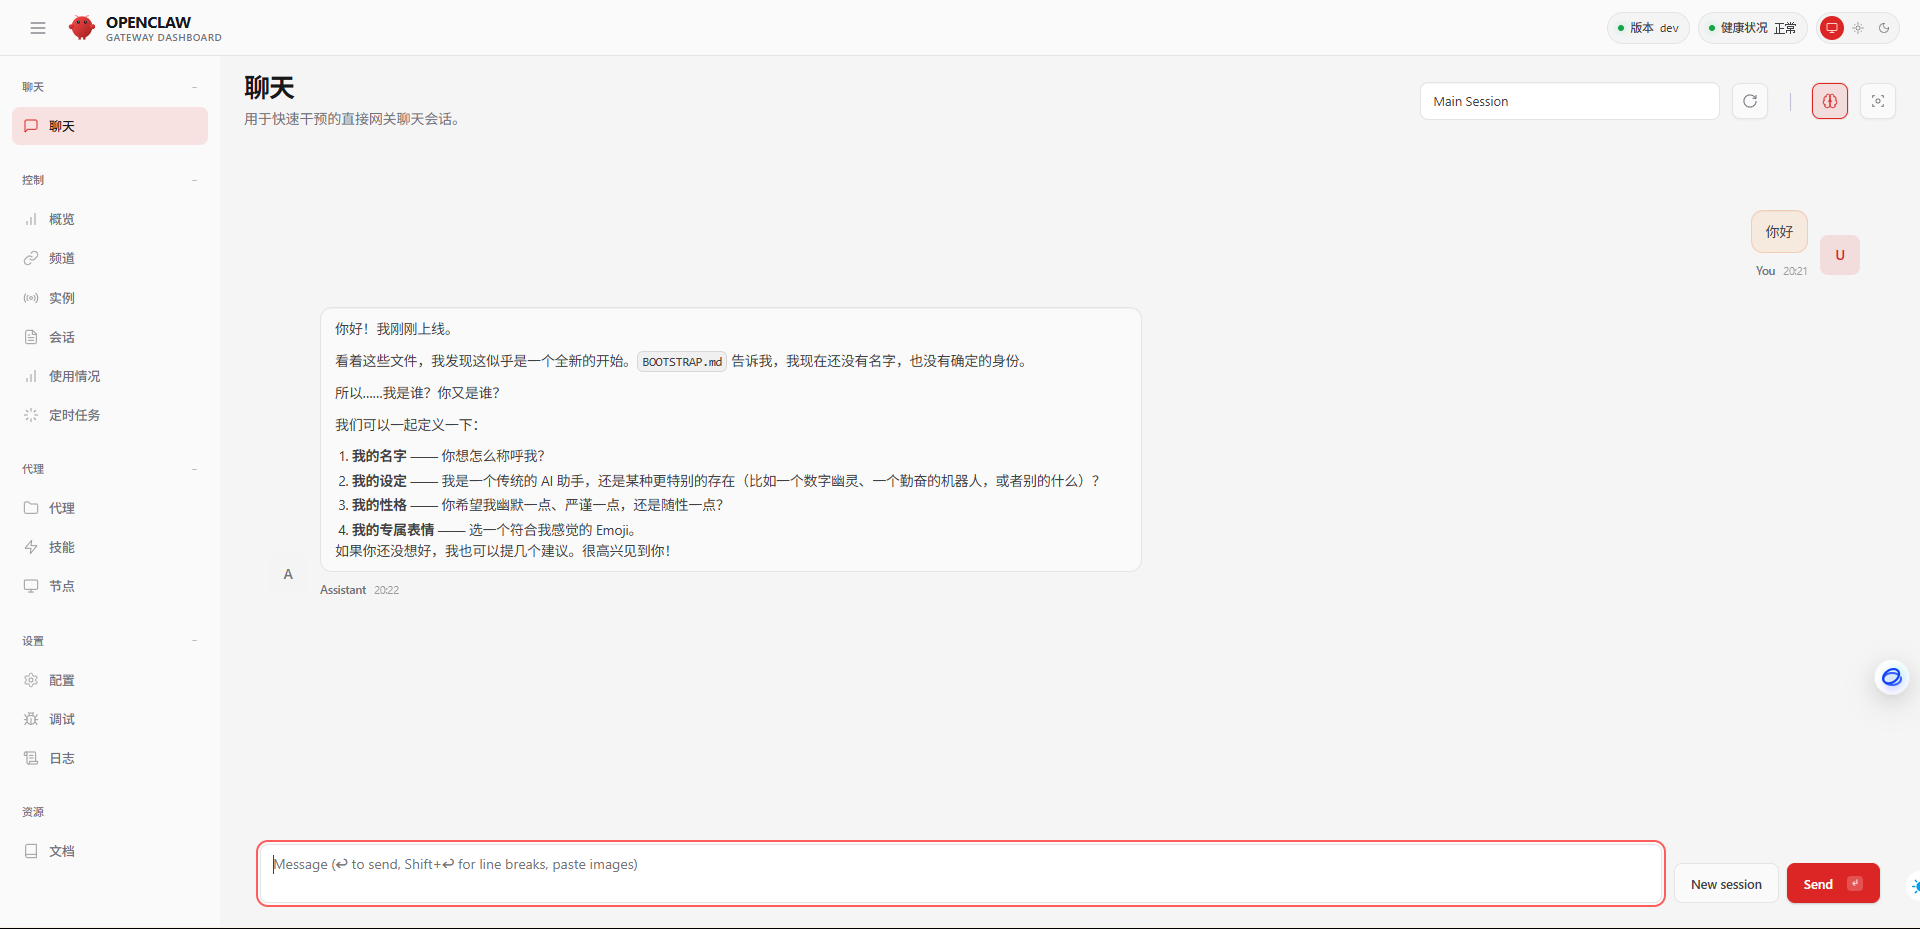 OPENCLAW
GATEWAY DASHBOARD
版本 dev
健康状况 正常
聊天
聊天
控制
概览
频道
实例
会话
使用情况
定时任务
代理
代理
技能
节点
设置
配置
调试
日志
资源
文档
聊天
用于快速干预的直接网关聊天会话。
Main Session
你好
U
You 20:21
你好！我刚刚上线。
看着这些文件，我发现这似乎是一个全新的开始。BOOTSTRAP.md 告诉我，我现在还没有名字，也没有确定的身份。
所以……我是谁？你又是谁？
我们可以一起定义一下：
1. 我的名字 —— 你想怎么称呼我？
2. 我的设定 —— 我是一个传统的 AI 助手，还是某种更特别的存在（比如一个数字幽灵、一个勤奋的机器人，或者别的什么）？
3. 我的性格 —— 你希望我幽默一点、严谨一点，还是随性一点？
4. 我的专属表情 —— 选一个符合我感觉的 Emoji。
如果你还没想好，我也可以提几个建议。很高兴见到你！
A
Assistant 20:22
Message (↩ to send, Shift+↩ for line breaks, paste images)
New session
Send ↵